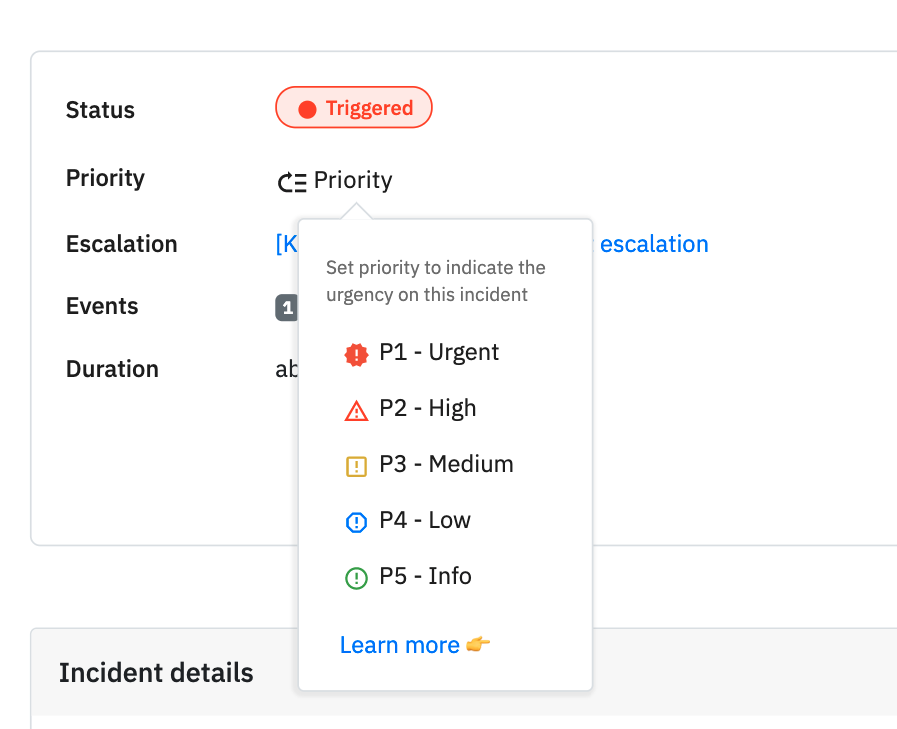 Status Triggered
Priority Priority
Escalation [K escalation
Events 1
Duration
Set priority to indicate the
urgency on this incident
P1 - Urgent
P2 - High
P3 - Medium
P4 - Low
P5 - Info
Learn more 👉
Incident details